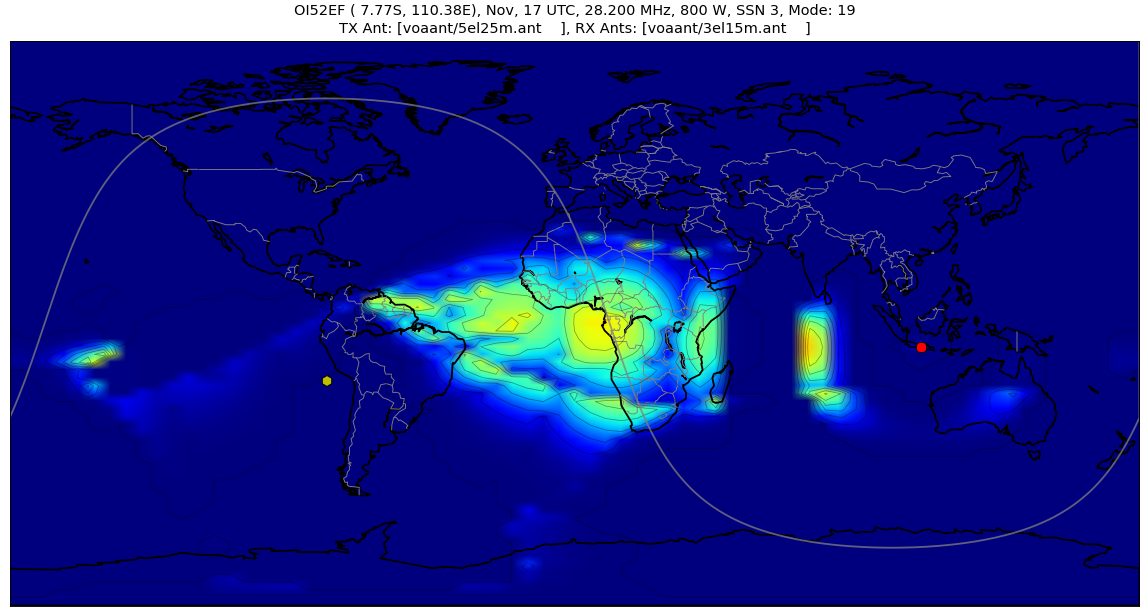 OI52EF ( 7.77S, 110.38E), Nov, 17 UTC, 28.200 MHz, 800 W, SSN 3, Mode: 19
TX Ant: [voaant/5el25m.ant    ], RX Ants: [voaant/3el15m.ant    ]